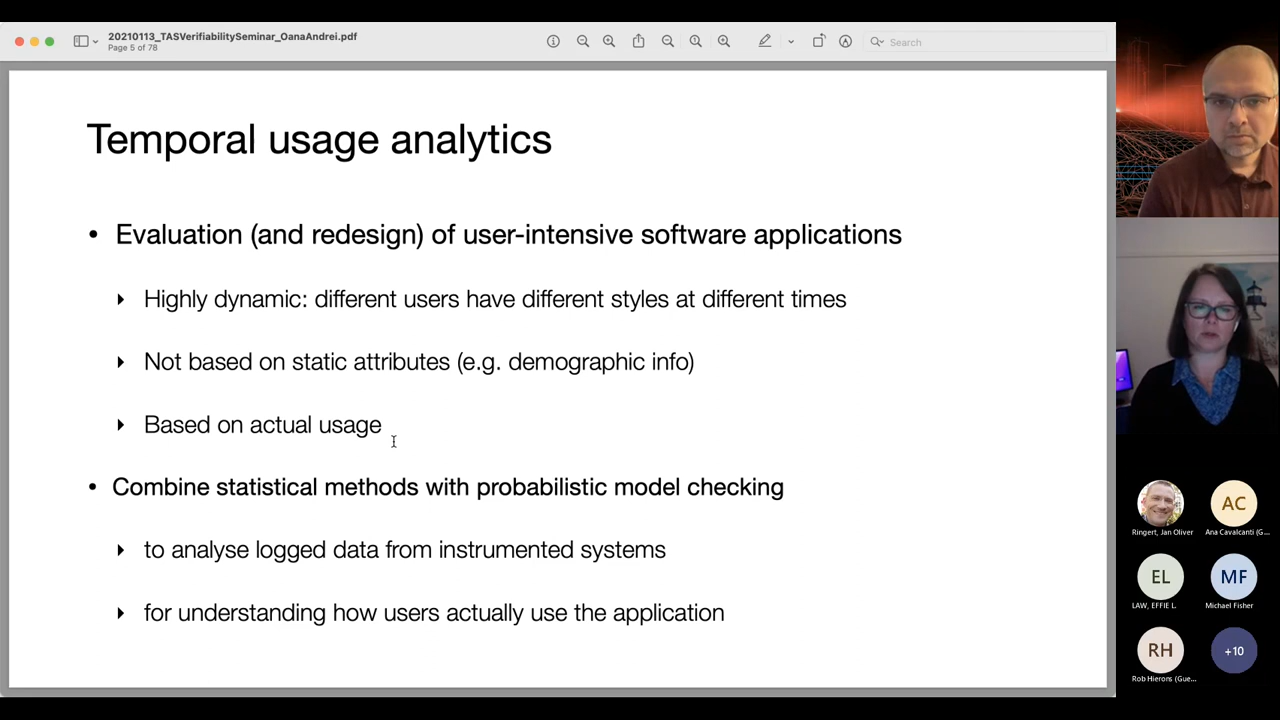 20210113_TASVerifiabilitySeminar_OanaAndrei.pdf
Page 5 of 78
Search
Temporal usage analytics
• Evaluation (and redesign) of user-intensive software applications
‣ Highly dynamic: different users have different styles at different times
‣ Not based on static attributes (e.g. demographic info)
‣ Based on actual usage
• Combine statistical methods with probabilistic model checking
‣ to analyse logged data from instrumented systems
‣ for understanding how users actually use the application
AC
Ringert, Jan Oliver
Ana Cavalcanti (G...
EL
MF
LAW, EFFIE L.
Michael Fisher
RH
+10
Rob Hierons (Gue...